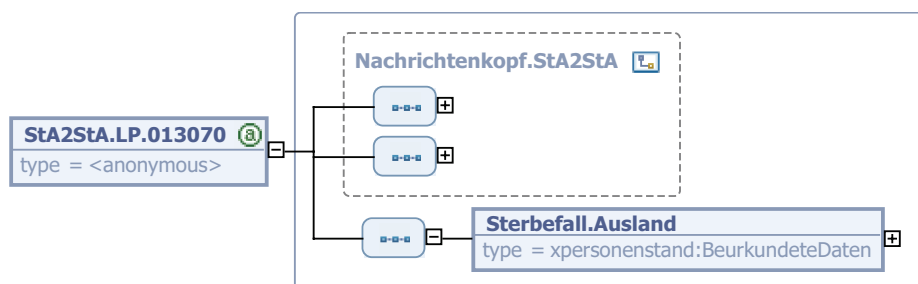 Nachrichtenkopf.StA2StA
StA2StA.LP.013070 @
type = <anonymous>
Sterbefall.Ausland
type = xpersonenstand:BeurkundeteDaten